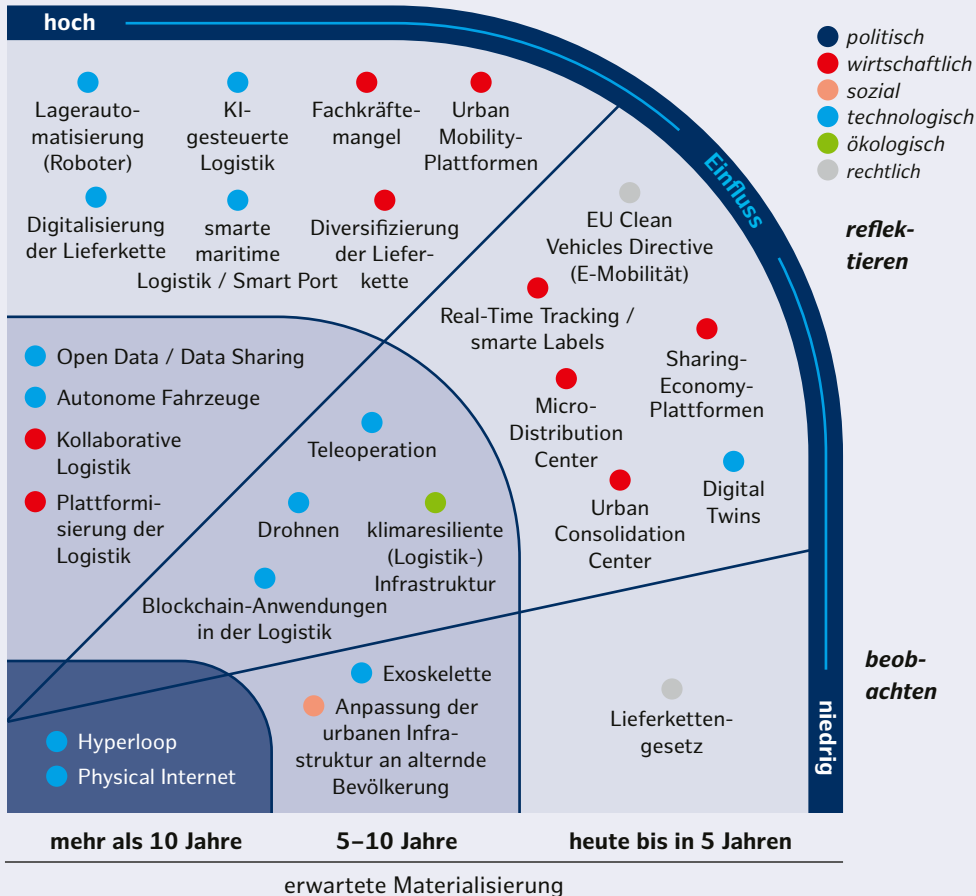 hoch
Einfluss
niedrig
politisch
wirtschaftlich
sozial
technologisch
ökologisch
rechtlich
reflek-
tieren
beob-
achten
Lagerauto-
matisierung
(Roboter)
KI-
gesteuerte
Logistik
Fachkräfte-
mangel
Urban
Mobility-
Plattformen
Digitalisierung
der Lieferkette
smarte
maritime
Logistik / Smart Port
Diversifizierung
der Liefer-
kette
EU Clean
Vehicles Directive
(E-Mobilität)
Real-Time Tracking /
smarte Labels
Sharing-
Economy-
Plattformen
Micro-
Distribution
Center
Urban
Consolidation
Center
Digital
Twins
Open Data / Data Sharing
Autonome Fahrzeuge
Kollaborative
Logistik
Plattformi-
sierung der
Logistik
Teleoperation
Drohnen
klimaresiliente
(Logistik-)
Infrastruktur
Blockchain-Anwendungen
in der Logistik
Exoskelette
Anpassung der
urbanen Infra-
struktur an alternde
Bevölkerung
Lieferketten-
gesetz
Hyperloop
Physical Internet
mehr als 10 Jahre
5–10 Jahre
heute bis in 5 Jahren
erwartete Materialisierung